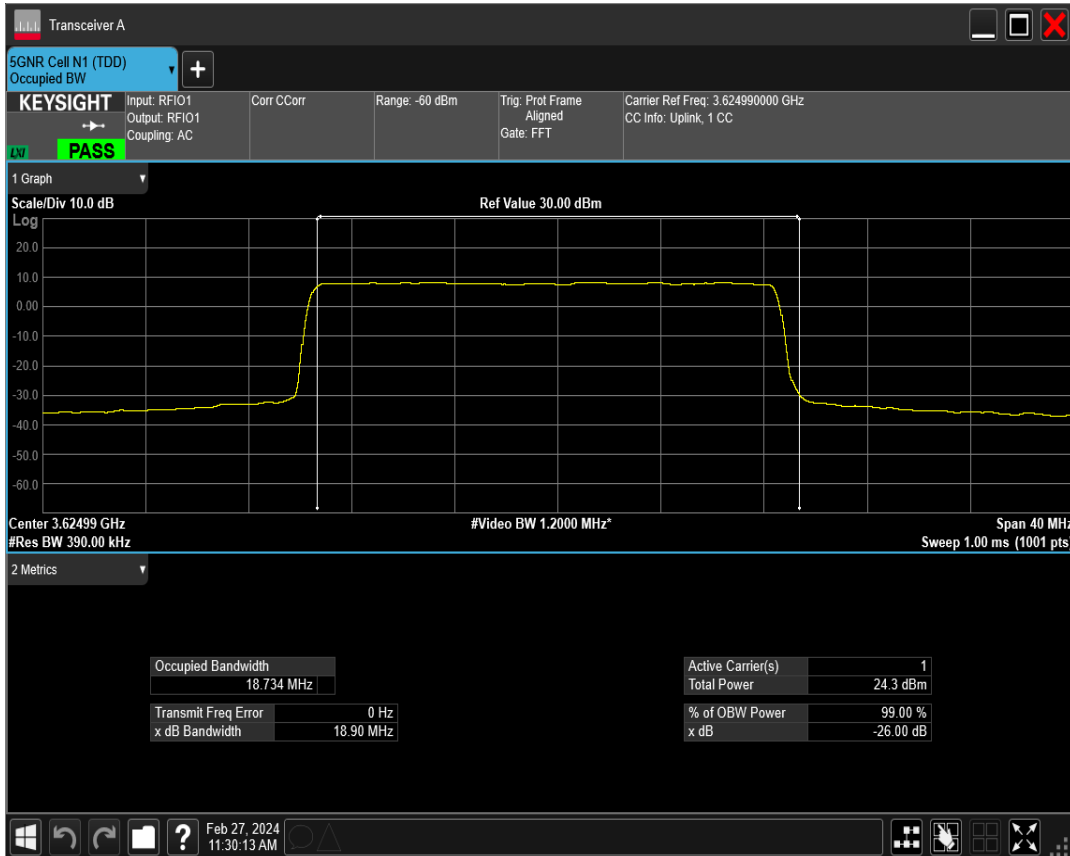 Transceiver A
5GNR Cell N1 (TDD)
Occupied BW
KEYSIGHT
LXI
PASS
Input: RFIO1
Output: RFIO1
Coupling: AC
Corr CCorr
Range: -60 dBm
Trig: Prot Frame
Aligned
Gate: FFT
Carrier Ref Freq: 3.624990000 GHz
CC Info: Uplink, 1 CC
1 Graph
Scale/Div 10.0 dB
Ref Value 30.00 dBm
Log
20.0
10.0
0.00
-10.0
-20.0
-30.0
-40.0
-50.0
-60.0
Center 3.62499 GHz
#Video BW 1.2000 MHz*
Span 40 MHz
#Res BW 390.00 kHz
Sweep 1.00 ms (1001 pts)
2 Metrics
Occupied Bandwidth
18.734 MHz
Transmit Freq Error 0 Hz
x dB Bandwidth 18.90 MHz
Active Carrier(s) 1
Total Power 24.3 dBm
% of OBW Power 99.00 %
x dB -26.00 dB
?
Feb 27, 2024
11:30:13 AM